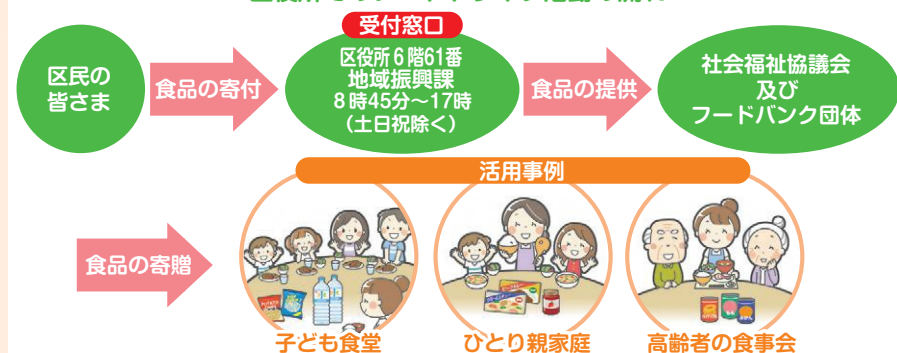 受付窓口
区民の
皆さま
食品の寄付
区役所6階61番
地域振興課
8時45分～17時
(土日祝除く)
食品の提供
社会福祉協議会
及び
フードバンク団体
活用事例
食品の寄贈
子ども食堂
ひとり親家庭
高齢者の食事会